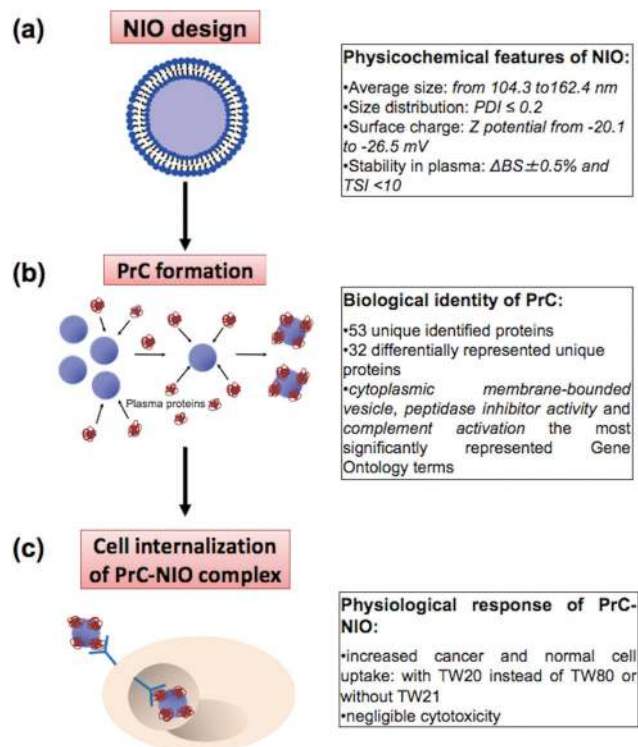 (a)
NIO design
Physicochemical features of NIO:
•Average size: from 104.3 to162.4 nm
•Size distribution: PDI ≤ 0.2
•Surface charge: Z potential from -20.1
to -26.5 mV
•Stability in plasma: ΔBS±0.5% and
TSI <10
(b)
PrC formation
Plasma proteins
Biological identity of PrC:
•53 unique identified proteins
•32 differentially represented unique
proteins
•cytoplasmic membrane-bounded
vesicle, peptidase inhibitor activity and
complement activation the most
significantly represented Gene
Ontology terms
(c)
Cell internalization
of PrC-NIO complex
Physiological response of PrC-
NIO:
•increased cancer and normal cell
uptake: with TW20 instead of TW80 or
without TW21
•negligible cytotoxicity